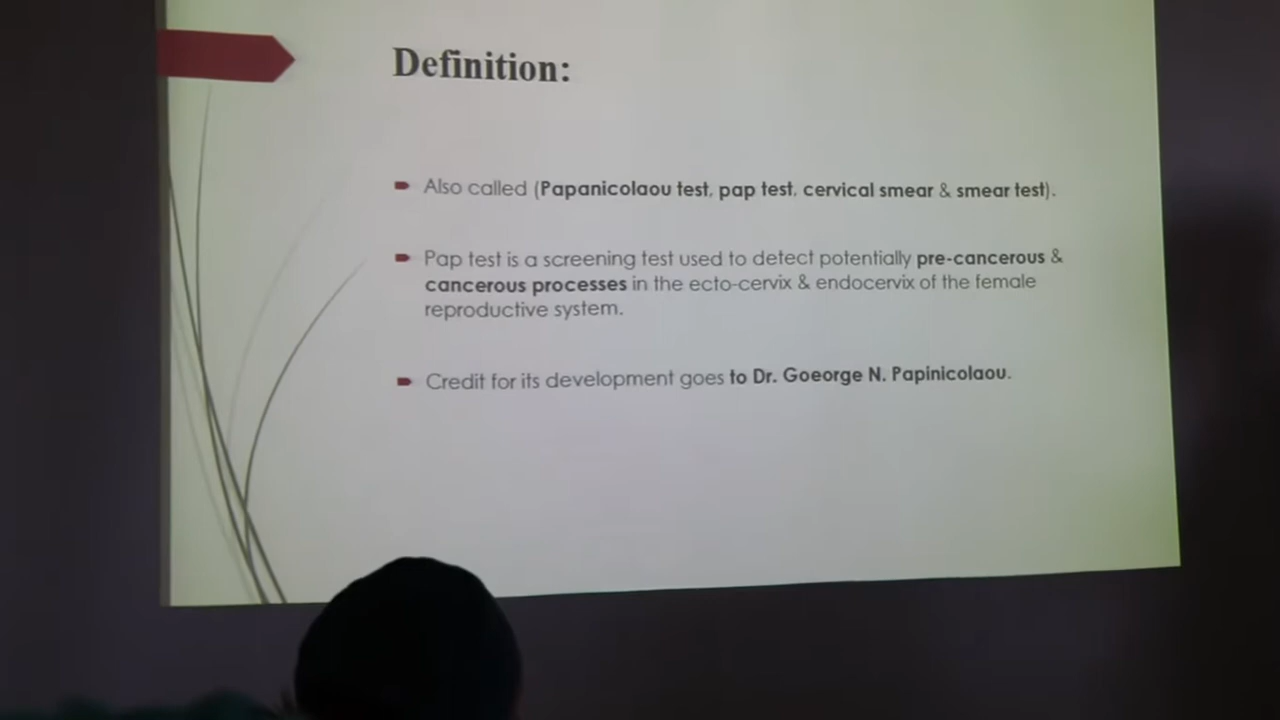 Definition:
Also called (Papanicolaou test, pap test, cervical smear & smear test).
Pap test is a screening test used to detect potentially pre-cancerous &
cancerous processes in the ecto-cervix & endocervix of the female
reproductive system.
Credit for its development goes to Dr. Goeorge N. Papinicolaou.